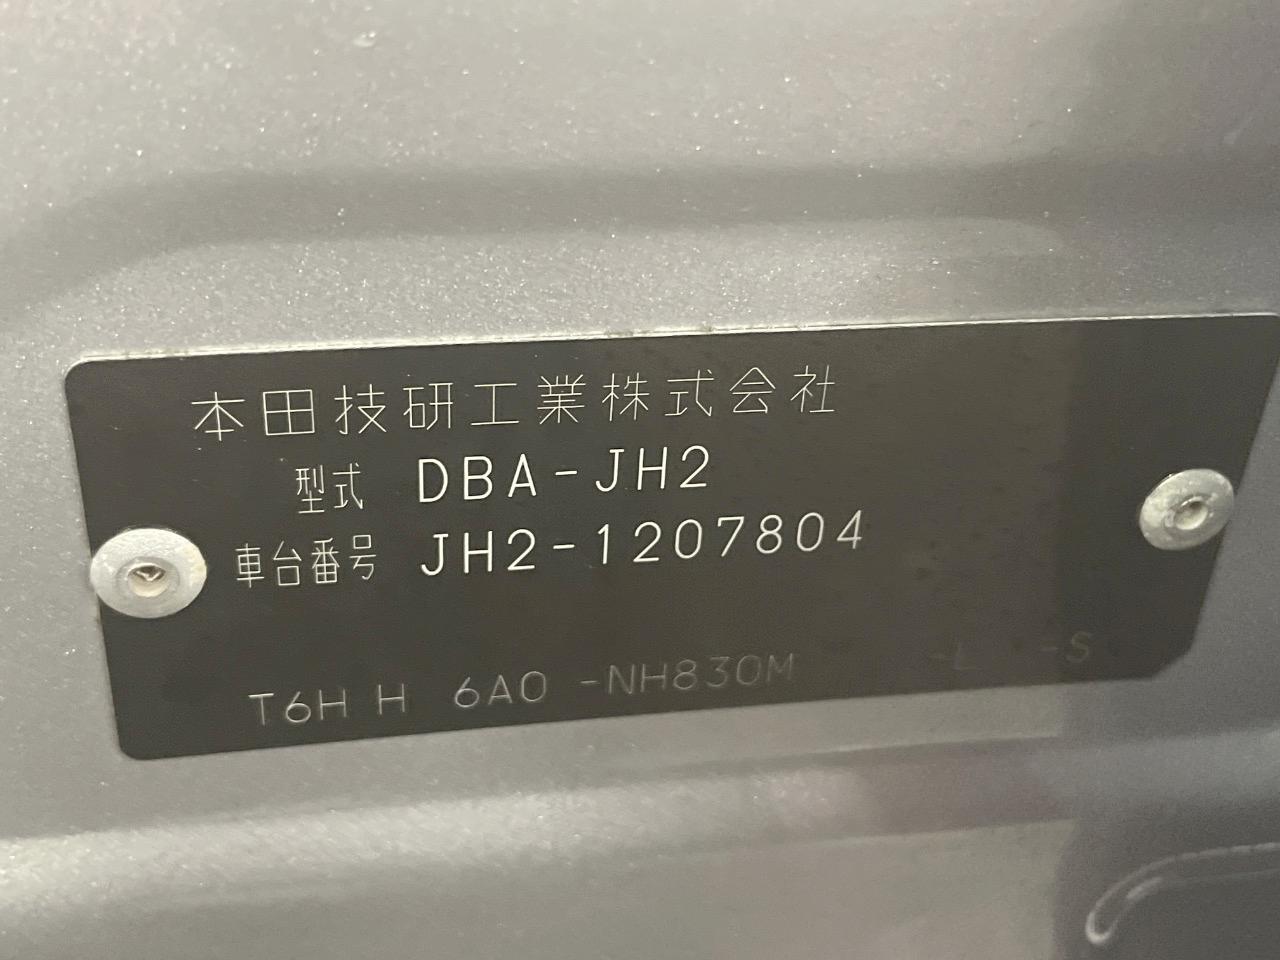 本田技研工業株式会社
型式 DBA-JH2
車台番号 JH2-1207804
T6H H 6A0 -NH830M -L -S